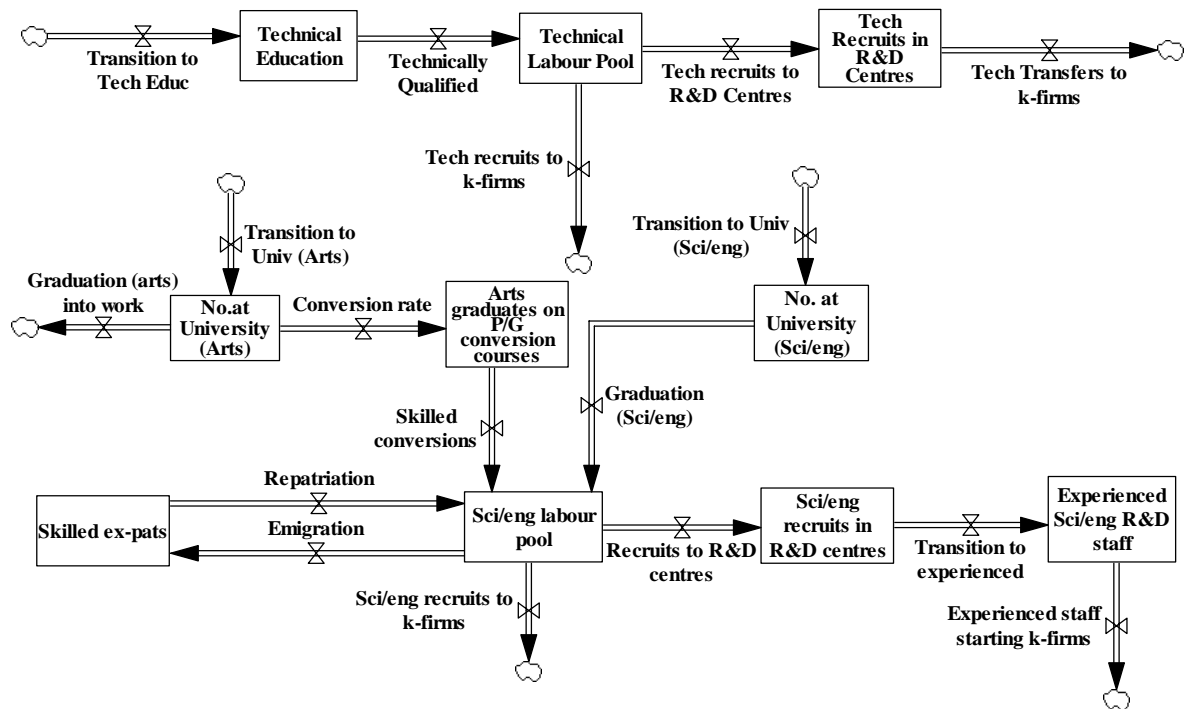 Transition to
Tech Educ
Technical
Education
Technically
Qualified
Technical
Labour Pool
Tech recruits to
R&D Centres
Tech
Recruits in
R&D
Centres
Tech Transfers to
k-firms
Tech recruits to
k-firms
Transition to
Univ (Arts)
Transition to Univ
(Sci/eng)
Graduation (arts)
into work
No.at
University
(Arts)
Conversion rate
Arts
graduates on
P/G
conversion
courses
No. at
University
(Sci/eng)
Skilled
conversions
Graduation
(Sci/eng)
Skilled ex-pats
Repatriation
Emigration
Sci/eng labour
pool
Recruits to R&D
centres
Sci/eng
recruits in
R&D centres
Transition to
experienced
Experienced
Sci/eng R&D
staff
Sci/eng recruits to
k-firms
Experienced staff
starting k-firms